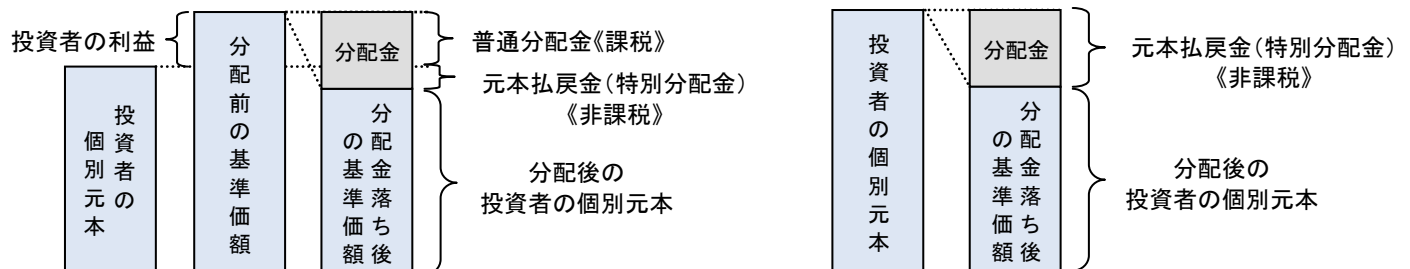 投資者の利益
投資者の
個別元本
分配前の基準価額
分配金
分配金落ち後
の基準価額
普通分配金《課税》
元本払戻金(特別分配金)
《非課税》
分配後の
投資者の個別元本
投資者の個別元本
分配金
分配金落ち後
の基準価額
元本払戻金(特別分配金)
《非課税》
分配後の
投資者の個別元本